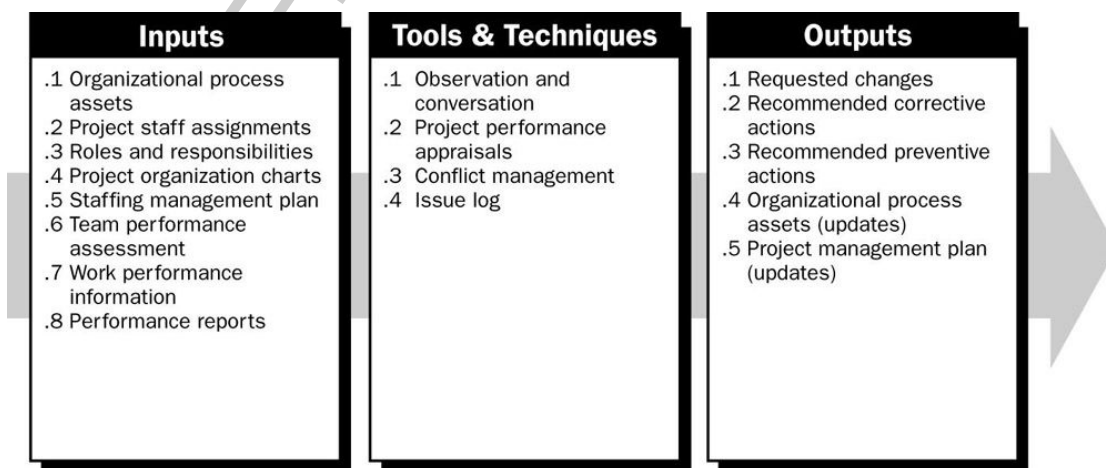 Inputs
.1 Organizational process
assets
.2 Project staff assignments
.3 Roles and responsibilities
.4 Project organization charts
.5 Staffing management plan
.6 Team performance
assessment
.7 Work performance
information
.8 Performance reports
Tools & Techniques
.1 Observation and
conversation
.2 Project performance
appraisals
.3 Conflict management
.4 Issue log
Outputs
.1 Requested changes
.2 Recommended corrective
actions
.3 Recommended preventive
actions
.4 Organizational process
assets (updates)
.5 Project management plan
(updates)